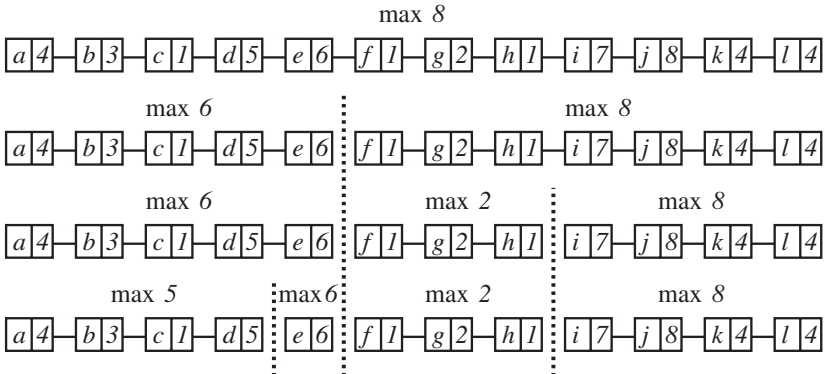 max 8
a 4 b 3 c 1 d 5 e 6 f 1 g 2 h 1 i 7 j 8 k 4 l 4
max 6 max 8
a 4 b 3 c 1 d 5 e 6 f 1 g 2 h 1 i 7 j 8 k 4 l 4
max 6 max 2 max 8
a 4 b 3 c 1 d 5 e 6 f 1 g 2 h 1 i 7 j 8 k 4 l 4
max 5 max6 max 2 max 8
a 4 b 3 c 1 d 5 e 6 f 1 g 2 h 1 i 7 j 8 k 4 l 4